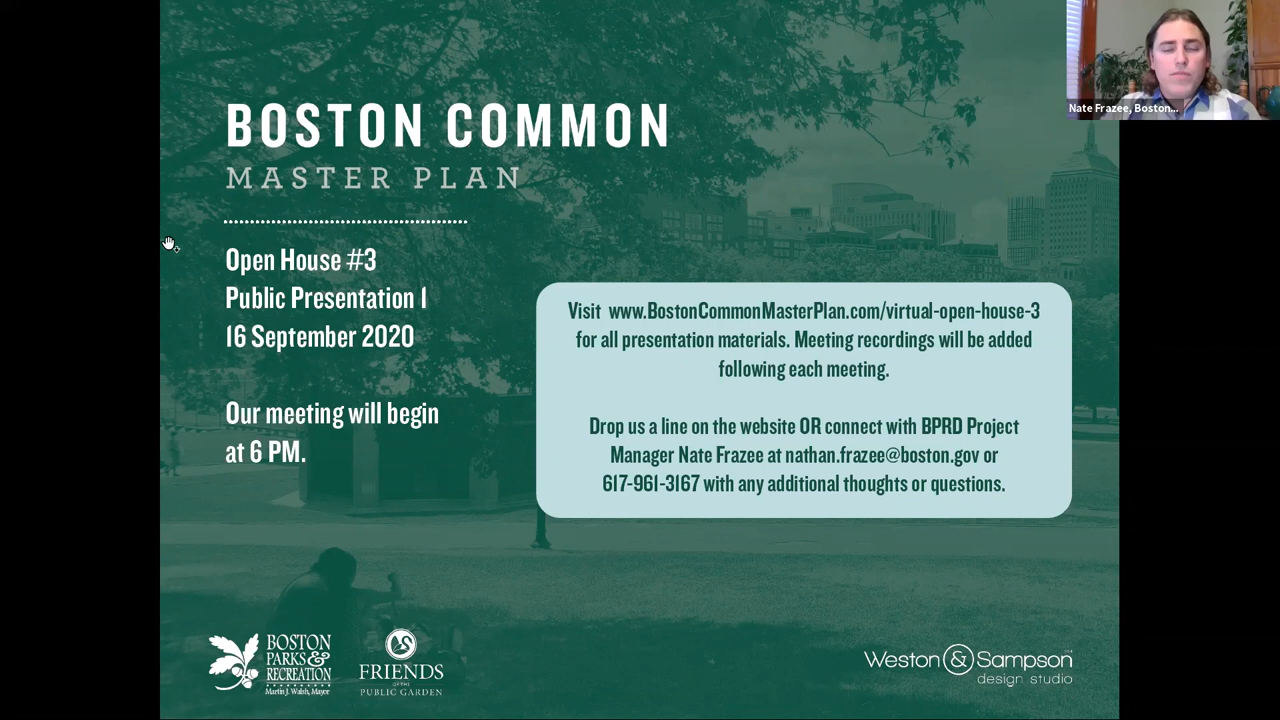 Nate Frazee, Boston...
BOSTON COMMON
MASTER PLAN
Open House #3
Public Presentation 1
16 September 2020
Our meeting will begin
at 6 PM.
Visit www.BostonCommonMasterPlan.com/virtual-open-house-3
for all presentation materials. Meeting recordings will be added
following each meeting.
Drop us a line on the website OR connect with BPRD Project
Manager Nate Frazee at nathan.frazee@boston.gov or
617-961-3167 with any additional thoughts or questions.
BOSTON
PARKS &
RECREATION
Martin J. Walsh, Mayor
FRIENDS
OF THE
PUBLIC GARDEN
Weston & Sampson
design studio